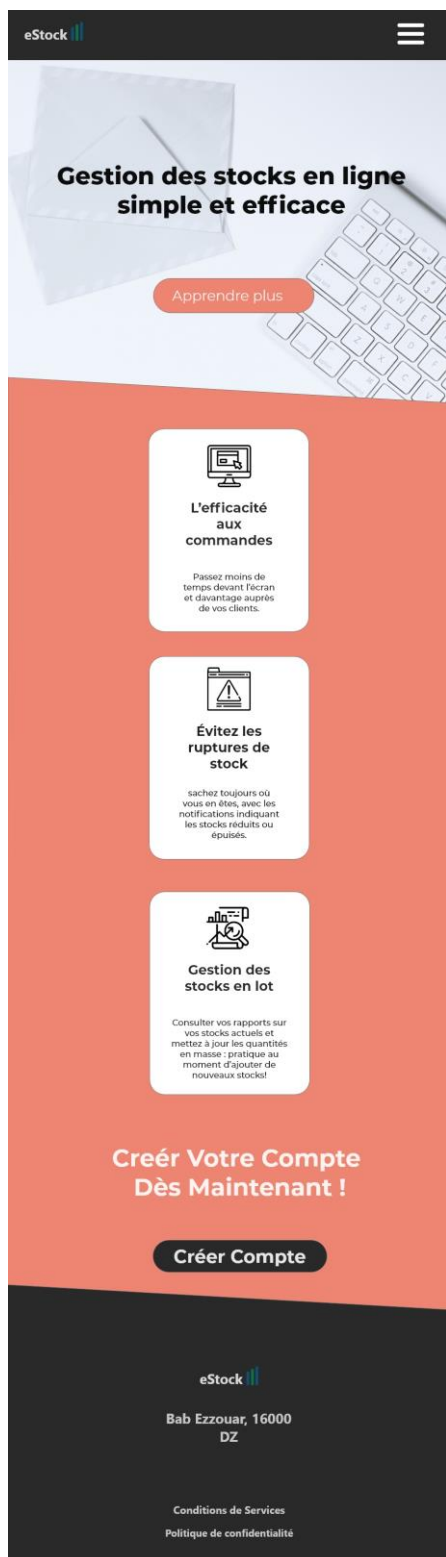 eStock
Gestion des stocks en ligne
simple et efficace
Apprendre plus
L'efficacité
aux
commandes
Passez moins de
temps devant l'écran
et davantage auprès
de vos clients.
Évitez les
ruptures de
stock
sachez toujours où
vous en êtes, avec les
notifications indiquant
les stocks réduits ou
épuisés.
Gestion des
stocks en lot
Consulter vos rapports sur
vos stocks actuels et
mettez à jour les quantités
en masse : pratique au
moment d'ajouter de
nouveaux stocks!
Creér Votre Compte
Dès Maintenant !
Créer Compte
eStock
Bab Ezzouar, 16000
DZ
Conditions de Services
Politique de confidentialité